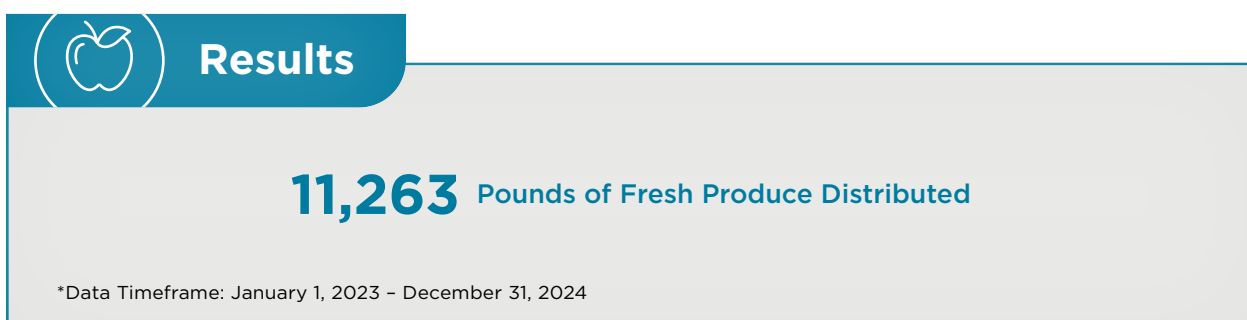 Results
11,263 Pounds of Fresh Produce Distributed
*Data Timeframe: January 1, 2023 – December 31, 2024